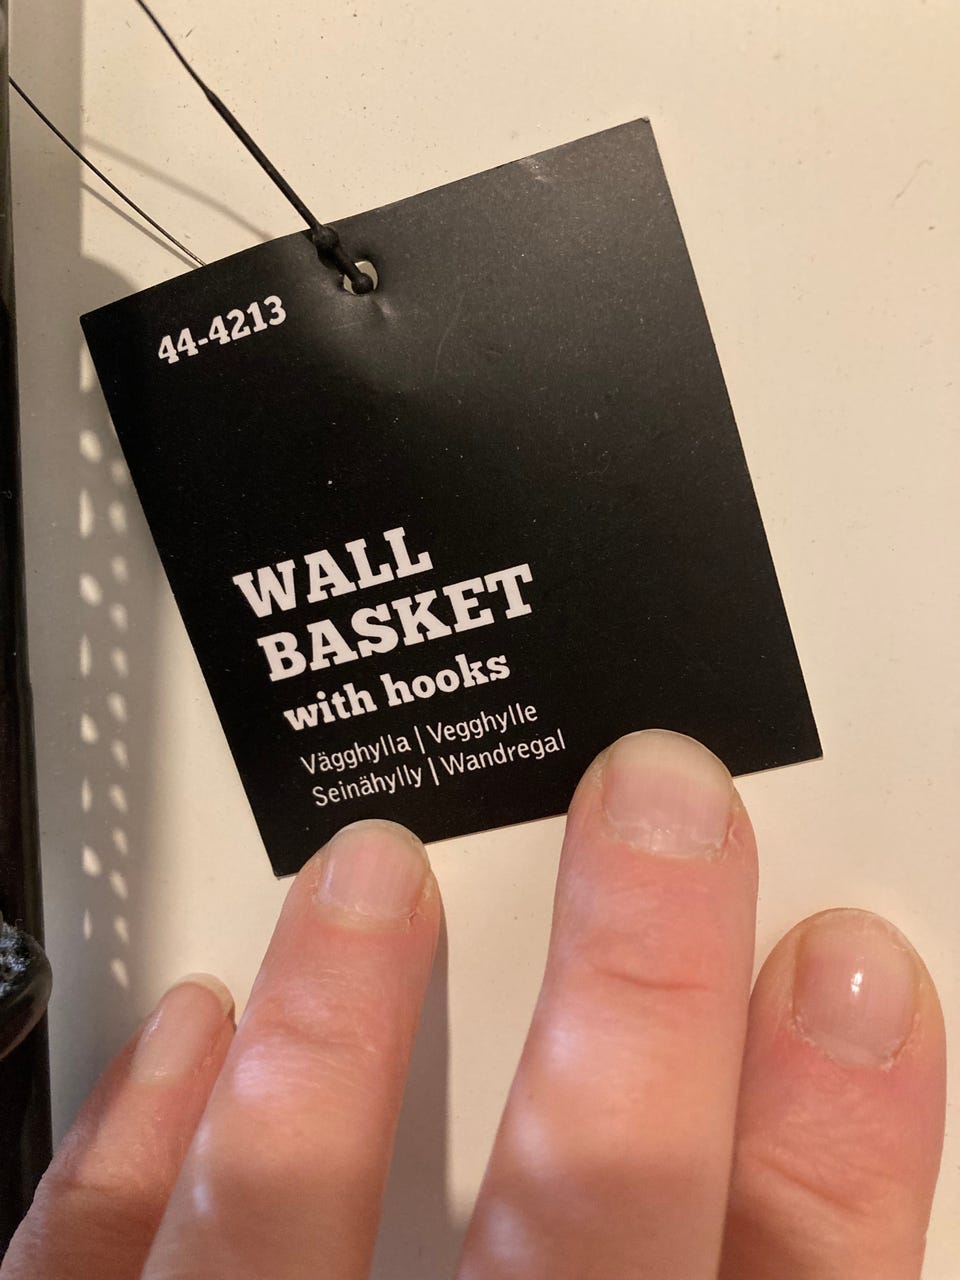 44-4213
WALL
BASKET
with hooks
Vägghylla | Vegghylle
Seinähylly | Wandregal